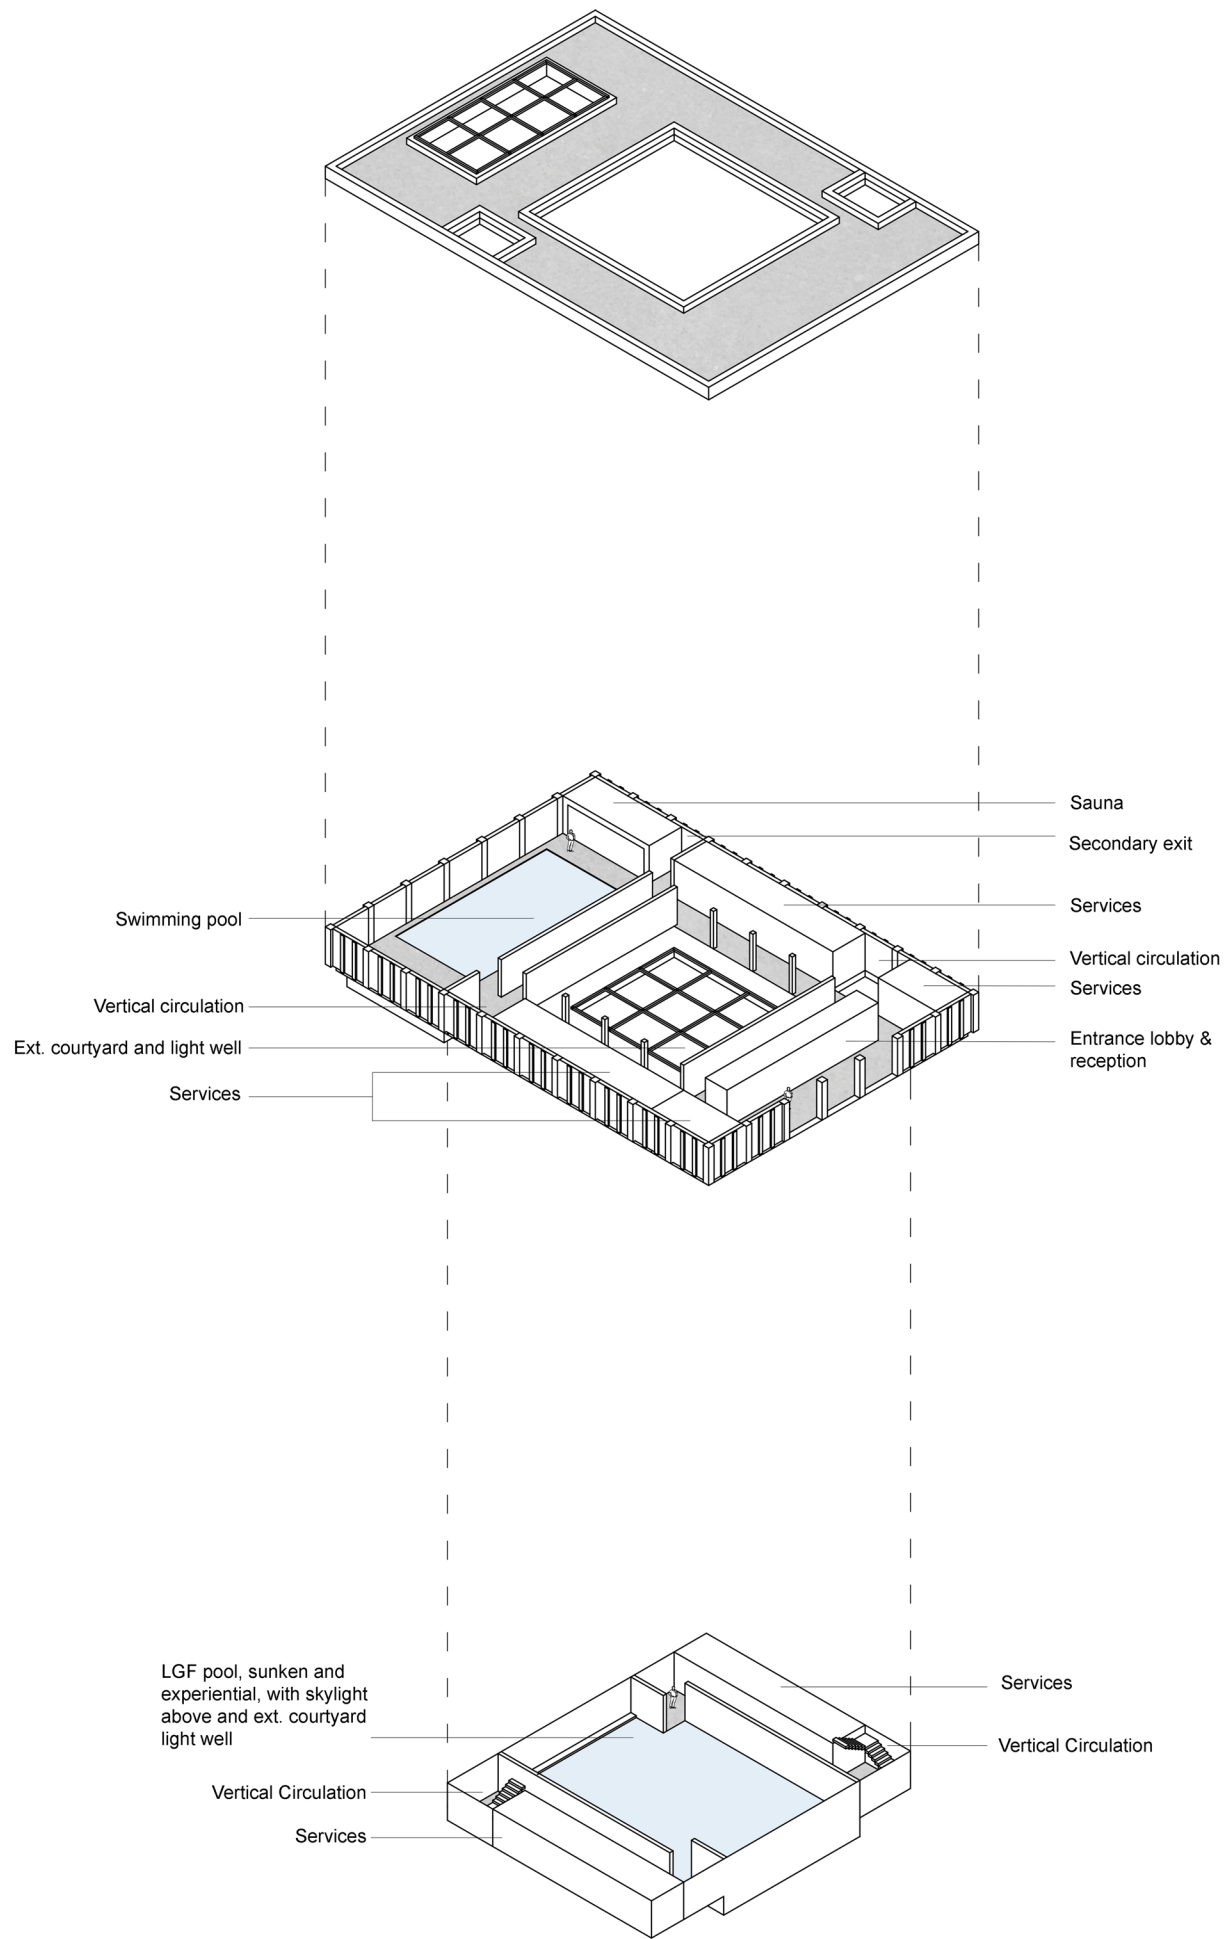 Sauna
Secondary exit
Services
Swimming pool
Vertical circulation
Services
Vertical circulation
Ext. courtyard and light well
Entrance lobby &
reception
Services
LGF pool, sunken and
experiential, with skylight
above and ext. courtyard
light well
Services
Vertical Circulation
Vertical Circulation
Services